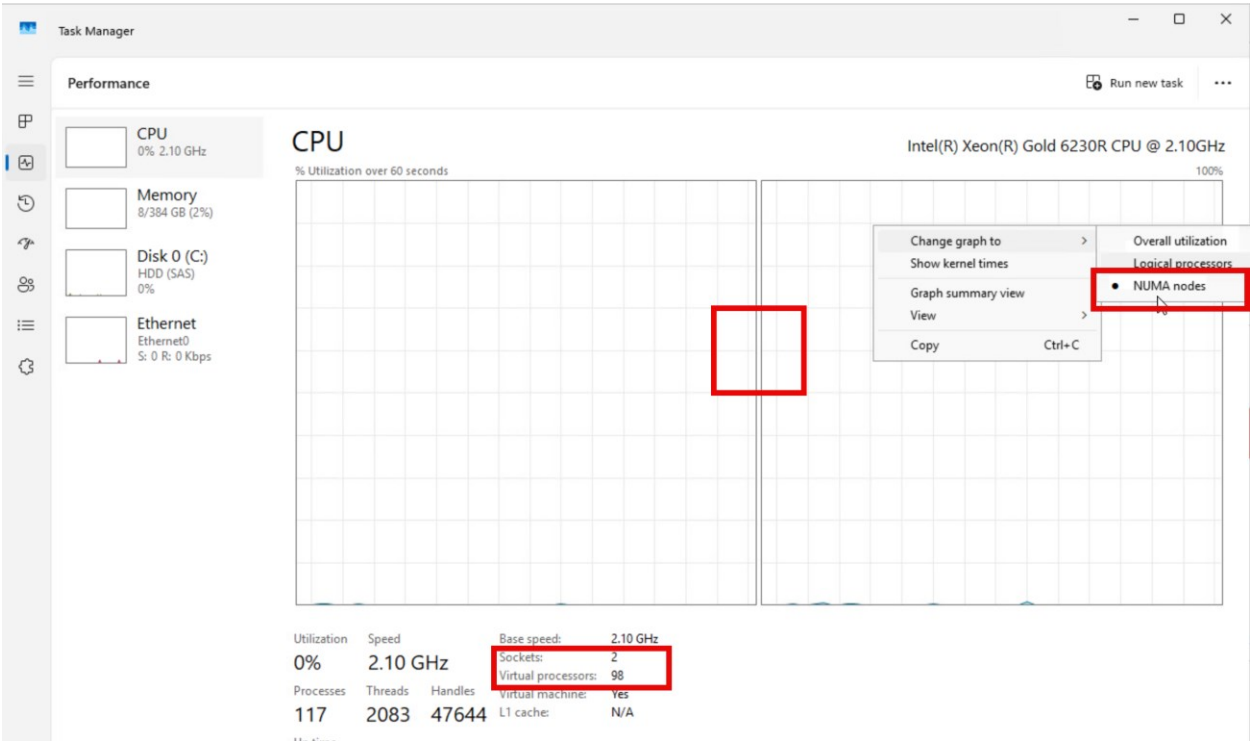 Task Manager
Performance
Run new task
CPU
0% 2.10 GHz
Memory
8/384 GB (2%)
Disk 0 (C:)
HDD (SAS)
0%
Ethernet
Ethernet0
S: 0 R: 0 Kbps
CPU
Intel(R) Xeon(R) Gold 6230R CPU @ 2.10GHz
% Utilization over 60 seconds
100%
Change graph to
Show kernel times
Graph summary view
View
Copy Ctrl+C
Overall utilization
Logical processors
NUMA nodes
Utilization Speed
0% 2.10 GHz
Processes Threads Handles
117 2083 47644
Base speed: 2.10 GHz
Sockets: 2
Virtual processors: 98
Virtual machine: Yes
L1 cache: N/A